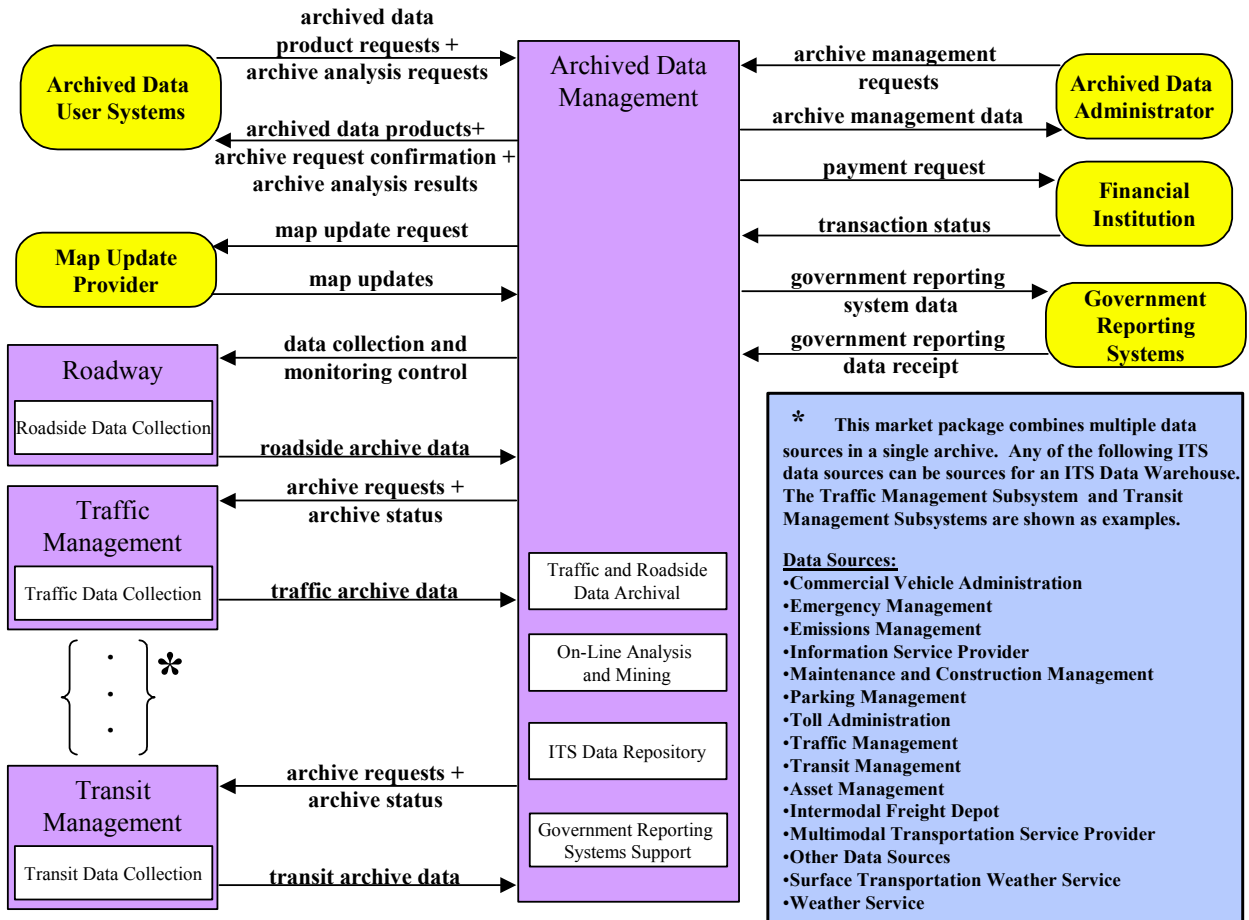 archived data
product requests +
archive analysis requests
Archived Data
User Systems
archived data products+
archive request confirmation +
archive analysis results
map update request
Map Update
Provider
map updates
data collection and
monitoring control
Roadway
Roadside Data Collection
roadside archive data
archive requests +
archive status
Traffic
Management
Traffic Data Collection
traffic archive data
*
archive requests +
archive status
Transit
Management
Transit Data Collection
transit archive data
Archived Data
Management
Traffic and Roadside
Data Archival
On-Line Analysis
and Mining
ITS Data Repository
Government Reporting
Systems Support
archive management
requests
Archived Data
Administrator
archive management data
payment request
Financial
Institution
transaction status
government reporting
system data
Government
Reporting
Systems
government reporting
data receipt
* This market package combines multiple data
sources in a single archive. Any of the following ITS
data sources can be sources for an ITS Data Warehouse.
The Traffic Management Subsystem and Transit
Management Subsystems are shown as examples.
Data Sources:
•Commercial Vehicle Administration
•Emergency Management
•Emissions Management
•Information Service Provider
•Maintenance and Construction Management
•Parking Management
•Toll Administration
•Traffic Management
•Transit Management
•Asset Management
•Intermodal Freight Depot
•Multimodal Transportation Service Provider
•Other Data Sources
•Surface Transportation Weather Service
•Weather Service